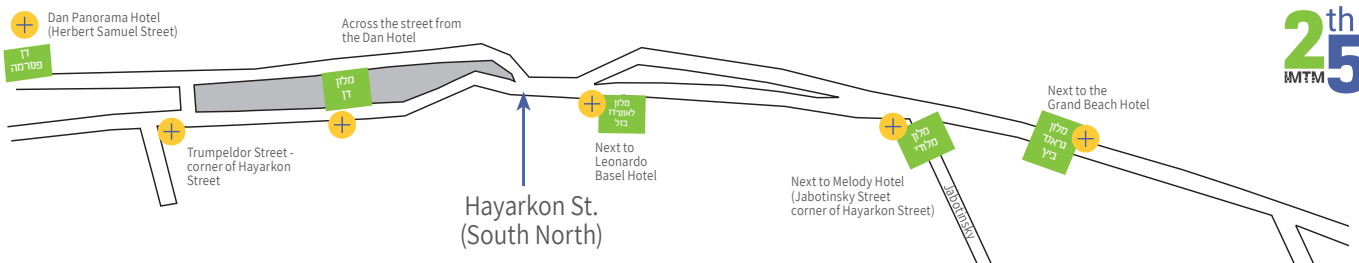 Dan Panorama Hotel
(Herbert Samuel Street)
דן
פנורמה
Across the street from
the Dan Hotel
מלון
דן
Trumpeldor Street -
corner of Hayarkon
Street
Hayarkon St.
(South North)
מלון
לאונרדו
בזל
Next to
Leonardo
Basel Hotel
Next to Melody Hotel
(Jabotinsky Street
corner of Hayarkon Street)
מלון
מלודי
Jabotinsky
Next to the
Grand Beach Hotel
מלון
גראנד
ביץ
25th
IMTM